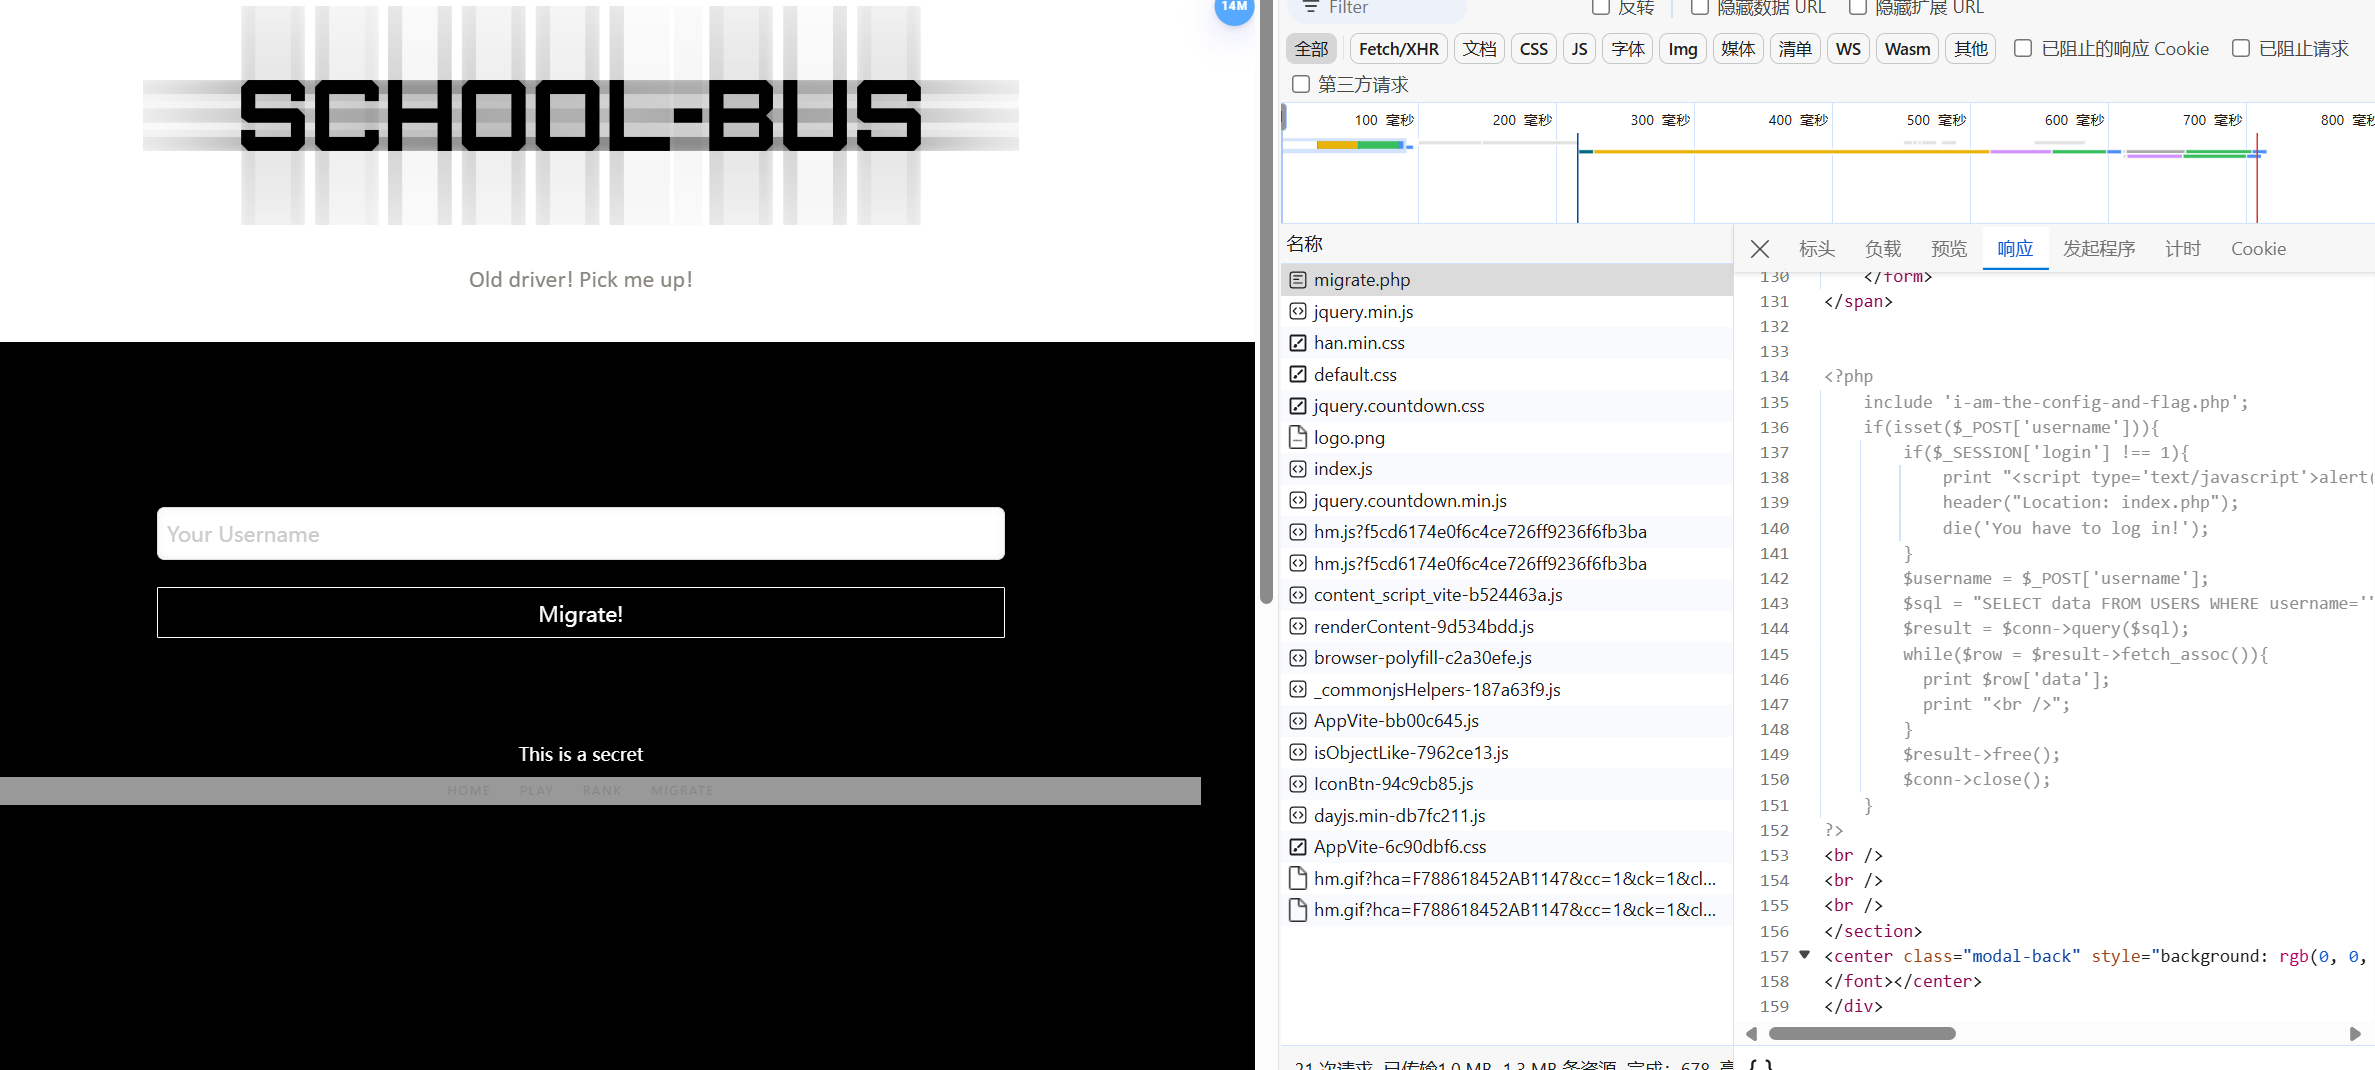 14M
SCHOOL-BUS
Old driver! Pick me up!
Your Username
Migrate!
This is a secret
HOME PLAY RANK MIGRATE
Filter
反转
隐藏数据 URL
隐藏扩展 URL
全部 Fetch/XHR 文档 CSS JS 字体 Img 媒体 清单 WS Wasm 其他 已阻止的响应 Cookie 已阻止请求
第三方请求
100 毫秒 200 毫秒 300 毫秒 400 毫秒 500 毫秒 600 毫秒 700 毫秒 800 毫秒
名称
migrate.php
jquery.min.js
han.min.css
default.css
jquery.countdown.css
logo.png
index.js
jquery.countdown.min.js
hm.js?f5cd6174e0f6c4ce726ff9236f6fb3ba
hm.js?f5cd6174e0f6c4ce726ff9236f6fb3ba
content_script_vite-b524463a.js
renderContent-9d534bdd.js
browser-polyfill-c2a30efe.js
_commonjsHelpers-187a63f9.js
AppVite-bb00c645.js
isObjectLike-7962ce13.js
IconBtn-94c9cb85.js
dayjs.min-db7fc211.js
AppVite-6c90dbf6.css
hm.gif?hca=F788618452AB1147&cc=1&ck=1&cl...
hm.gif?hca=F788618452AB1147&cc=1&ck=1&cl...
21 次请求 已传输1.0 MB 1.3 MB 条资源 完成: 678 毫
标头 负载 预览 响应 发起程序 计时 Cookie
130 </form>
131 </span>
132
133
134 <?php
135 include 'i-am-the-config-and-flag.php';
136 if(isset($_POST['username'])){
137 if($_SESSION['login'] !== 1){
138 print "<script type='text/javascript'>alert(
139 header("Location: index.php");
140 die('You have to log in!');
141 }
142 $username = $_POST['username'];
143 $sql = "SELECT data FROM USERS WHERE username=''
144 $result = $conn->query($sql);
145 while($row = $result->fetch_assoc()){
146 print $row['data'];
147 print "<br />";
148 }
149 $result->free();
150 $conn->close();
151 }
152 ?>
153 <br />
154 <br />
155 <br />
156 </section>
157 <center class="modal-back" style="background: rgb(0, 0,
158 </font></center>
159 </div>
{ }